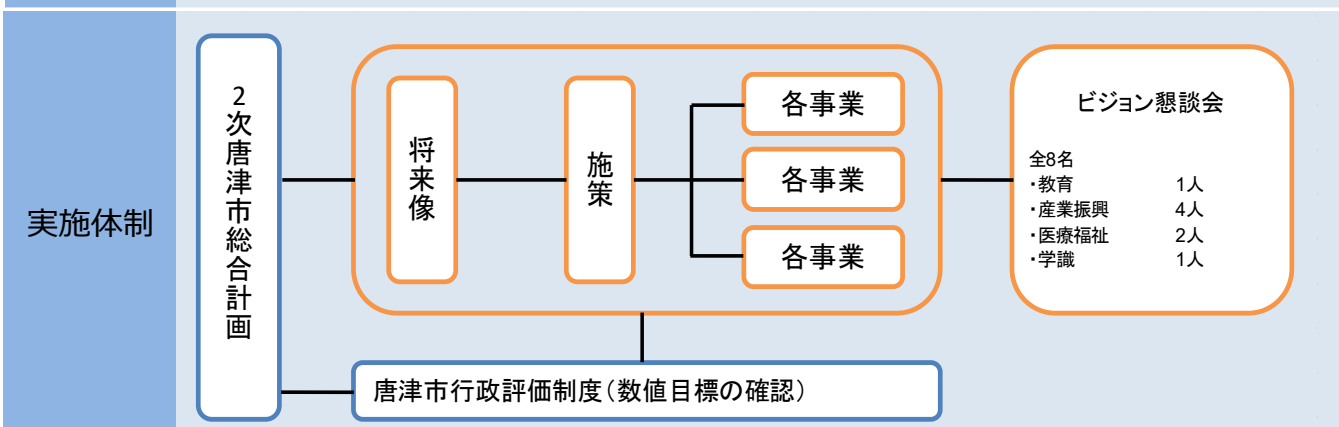 実施体制
2次唐津市総合計画
将来像
施策
各事業
各事業
各事業
ビジョン懇談会
全8名
・教育 1人
・産業振興 4人
・医療福祉 2人
・学識 1人
唐津市行政評価制度(数値目標の確認)